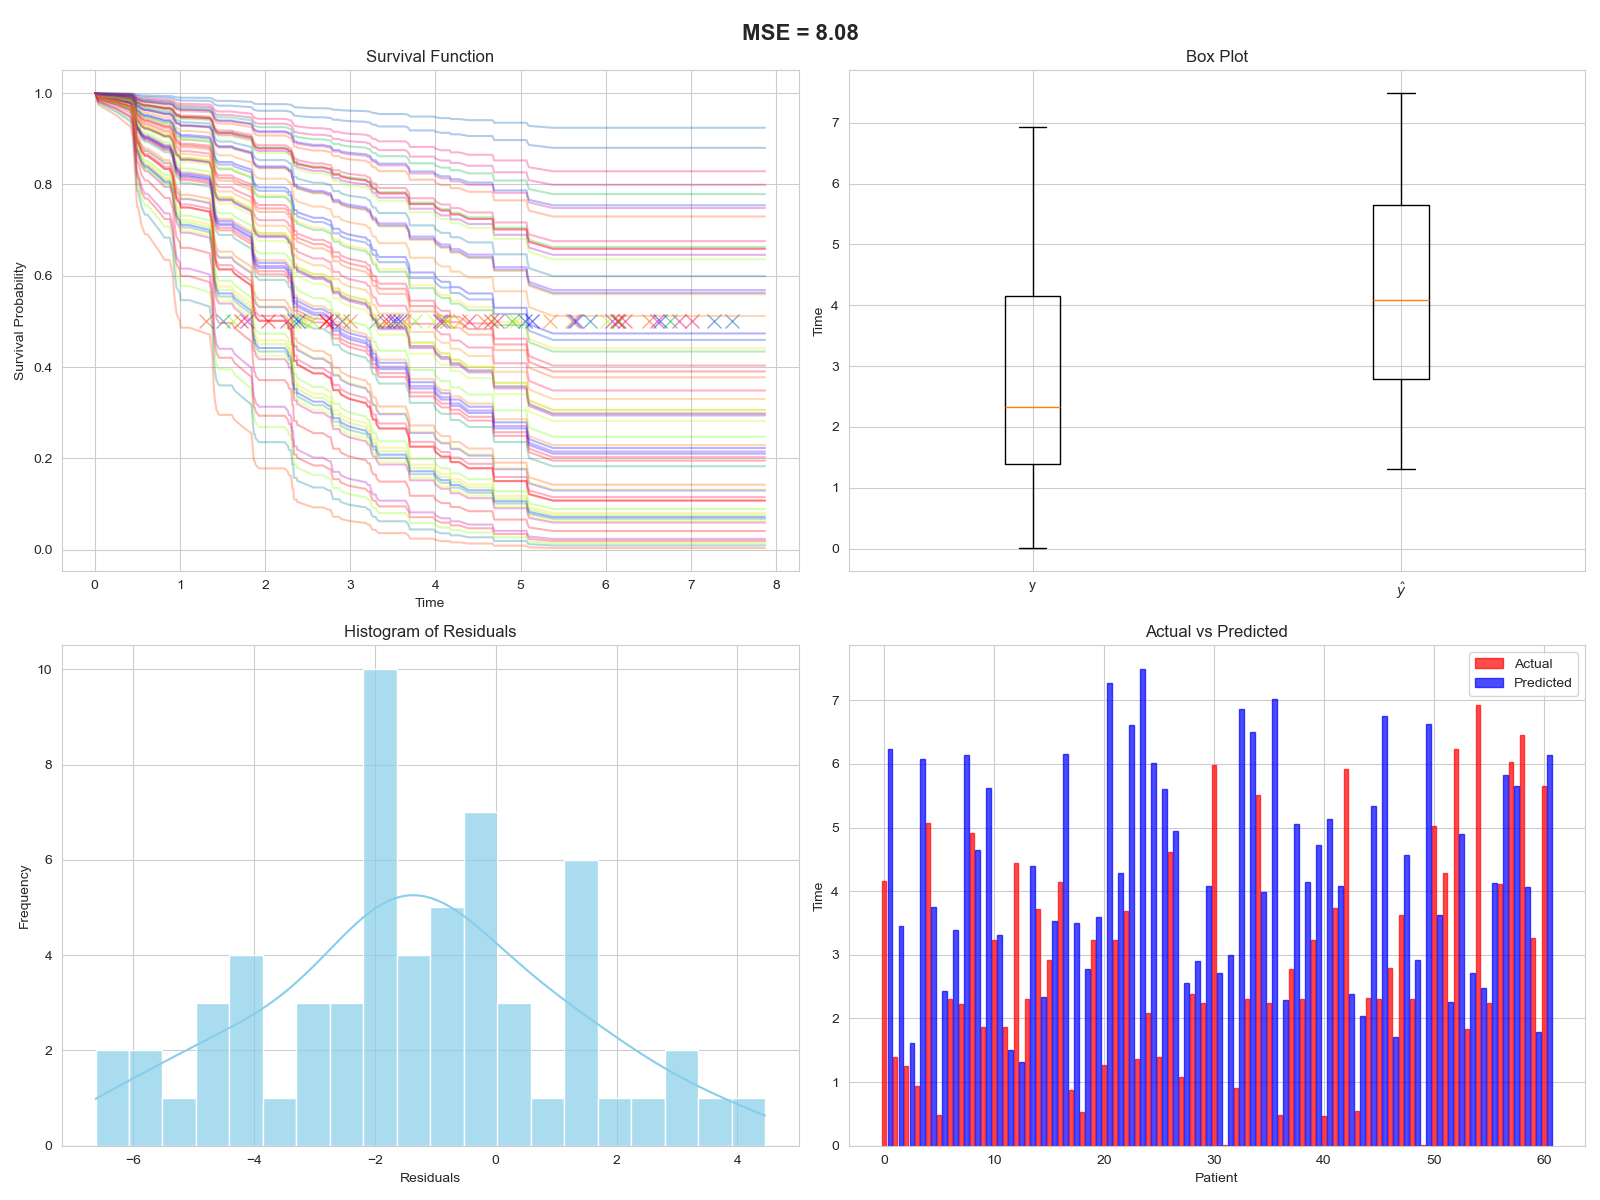 MSE = 8.08
Survival Function
1.0
0.8
0.6
0.4
0.2
0.0
Survival Probability
0 1 2 3 4 5 6 7 8
Time
Box Plot
7
6
5
4
3
2
1
0
Time
y ŷ
Histogram of Residuals
10
8
6
4
2
0
Frequency
−6 −4 −2 0 2 4
Residuals
Actual vs Predicted
Actual
Predicted
7
6
5
4
3
2
1
0
Time
0 10 20 30 40 50 60
Patient